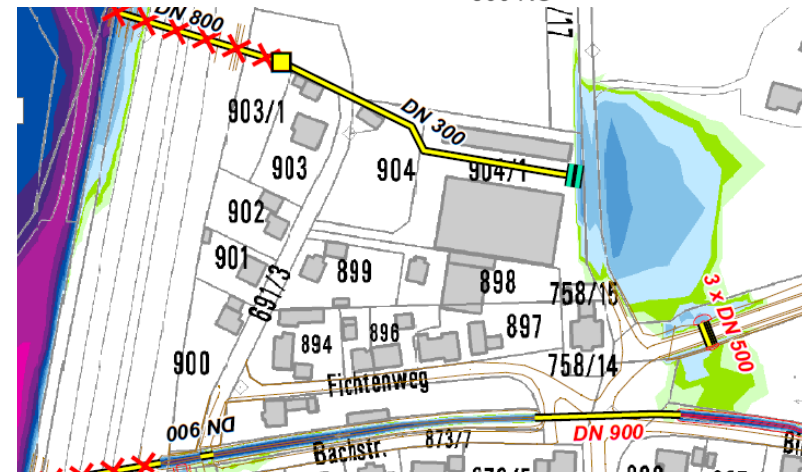 DN 800
/17
903/1
DN 300
903
904
904/1
902
901
691/3
899
898
758/15
3 x DN 500
894
896
897
900
758/14
Fichtenweg
DN 900
DN 900
Bachstr.
873/7